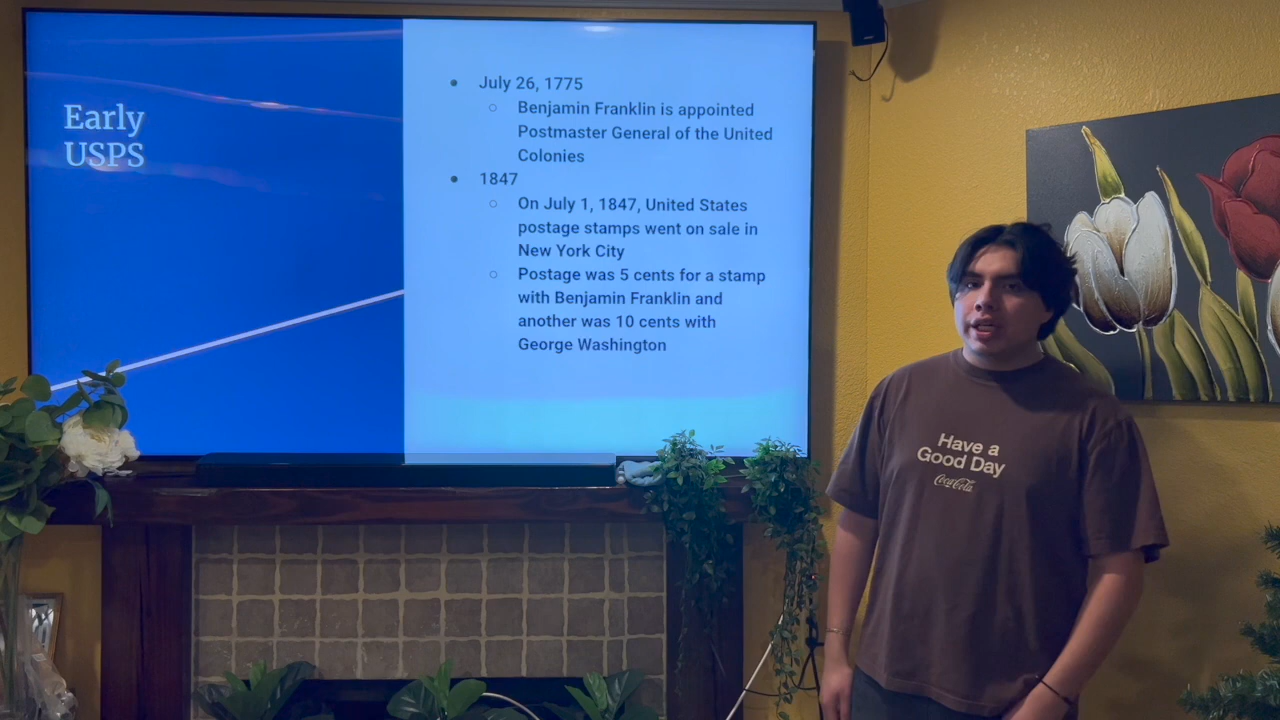 Early
USPS
July 26, 1775
Benjamin Franklin is appointed
Postmaster General of the United
Colonies
1847
On July 1, 1847, United States
postage stamps went on sale in
New York City
Postage was 5 cents for a stamp
with Benjamin Franklin and
another was 10 cents with
George Washington
Have a
Good Day
Coca-Cola